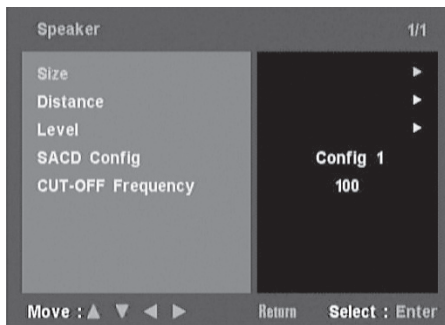 Speaker 1/1
Size ▶
Distance ▶
Level ▶
SACD Config Config 1
CUT-OFF Frequency 100
Move : ▲ ▼ ◀ ▶ Return Select : Enter